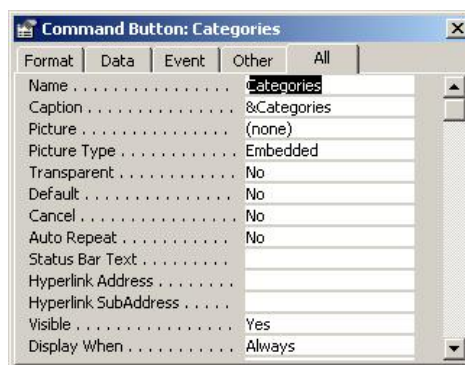 Command Button: Categories
Format Data Event Other All
Name . . . . . . . . . . . . . . . . Categories
Caption . . . . . . . . . . . . . . &Categories
Picture . . . . . . . . . . . . . . . (none)
Picture Type . . . . . . . . . . . Embedded
Transparent . . . . . . . . . . . No
Default . . . . . . . . . . . . . . . No
Cancel . . . . . . . . . . . . . . . . No
Auto Repeat . . . . . . . . . . . No
Status Bar Text . . . . . . . . .
Hyperlink Address . . . . . . . .
Hyperlink SubAddress . . . . .
Visible . . . . . . . . . . . . . . . . Yes
Display When . . . . . . . . . . . Always